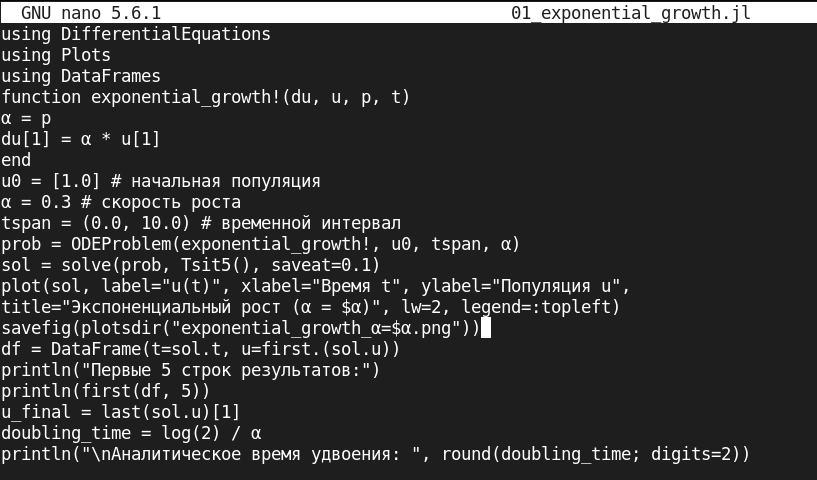 GNU nano 5.6.1 01_exponential_growth.jl
using DifferentialEquations
using Plots
using DataFrames
function exponential_growth!(du, u, p, t)
α = p
du[1] = α * u[1]
end
u0 = [1.0] # начальная популяция
α = 0.3 # скорость роста
tspan = (0.0, 10.0) # временной интервал
prob = ODEProblem(exponential_growth!, u0, tspan, α)
sol = solve(prob, Tsit5(), saveat=0.1)
plot(sol, label="u(t)", xlabel="Время t", ylabel="Популяция u",
title="Экспоненциальный рост (α = $α)", lw=2, legend=:topleft)
savefig(plotsdir("exponential_growth_α=$α.png"))
df = DataFrame(t=sol.t, u=first.(sol.u))
println("Первые 5 строк результатов:")
println(first(df, 5))
u_final = last(sol.u)[1]
doubling_time = log(2) / α
println("\nАналитическое время удвоения: ", round(doubling_time; digits=2))